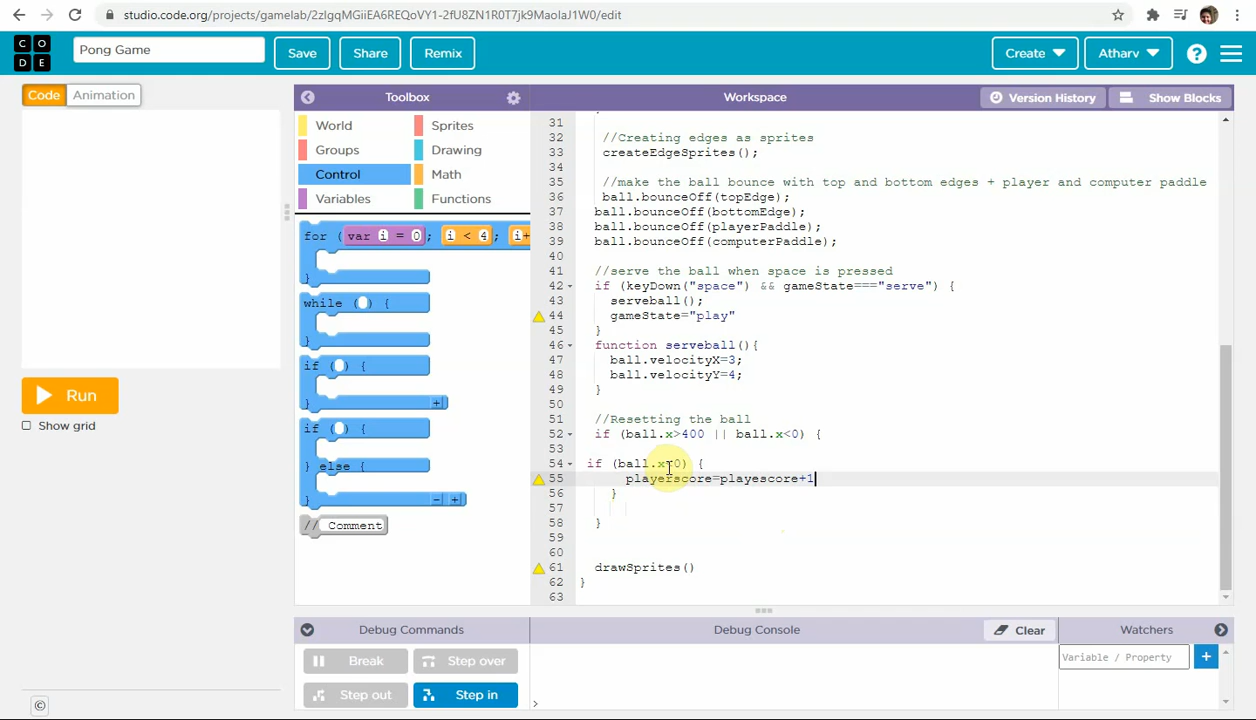 studio.code.org/projects/gamelab/2zlgqMGiiEA6REQoVY1-2fU8ZN1R0T7jk9MaolaJ1W0/edit
CO
DE
Pong Game
Save
Share
Remix
Create
Atharv
?
Code
Animation
Toolbox
Workspace
Version History
Show Blocks
World
Sprites
Groups
Drawing
Control
Math
Variables
Functions
for ( var i = 0 ; i < 4 ; i+
}
while ( ) {
}
if ( ) {
}
if ( ) {
} else {
}
// Comment
Run
Show grid
31
32 //Creating edges as sprites
33 createEdgeSprites();
34
35 //make the ball bounce with top and bottom edges + player and computer paddle
36 ball.bounceOff(topEdge);
37 ball.bounceOff(bottomEdge);
38 ball.bounceOff(playerPaddle);
39 ball.bounceOff(computerPaddle);
40
41 //serve the ball when space is pressed
42 if (keyDown("space") && gameState==="serve") {
43 serveball();
44 gameState="play"
45 }
46 function serveball(){
47 ball.velocityX=3;
48 ball.velocityY=4;
49 }
50
51 //Resetting the ball
52 if (ball.x>400 || ball.x<0) {
53
54 if (ball.x<0) {
55 playerscore=playescore+1
56 }
57
58 }
59
60
61 drawSprites()
62 }
63
Debug Commands
Debug Console
Clear
Watchers
Break
Step over
Step out
Step in
Variable / Property
+
>
©